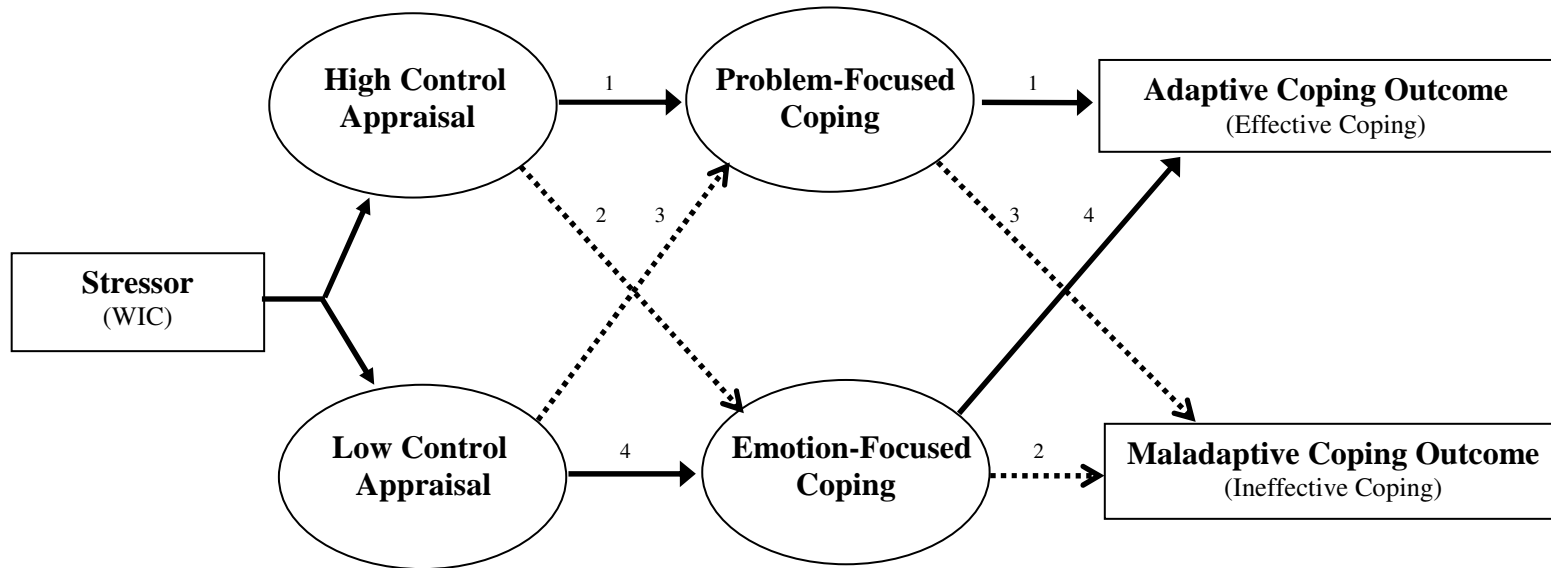 High Control
Appraisal
1
Problem-Focused
Coping
1
Adaptive Coping Outcome
(Effective Coping)
2
3
3
4
Stressor
(WIC)
Low Control
Appraisal
4
Emotion-Focused
Coping
2
Maladaptive Coping Outcome
(Ineffective Coping)